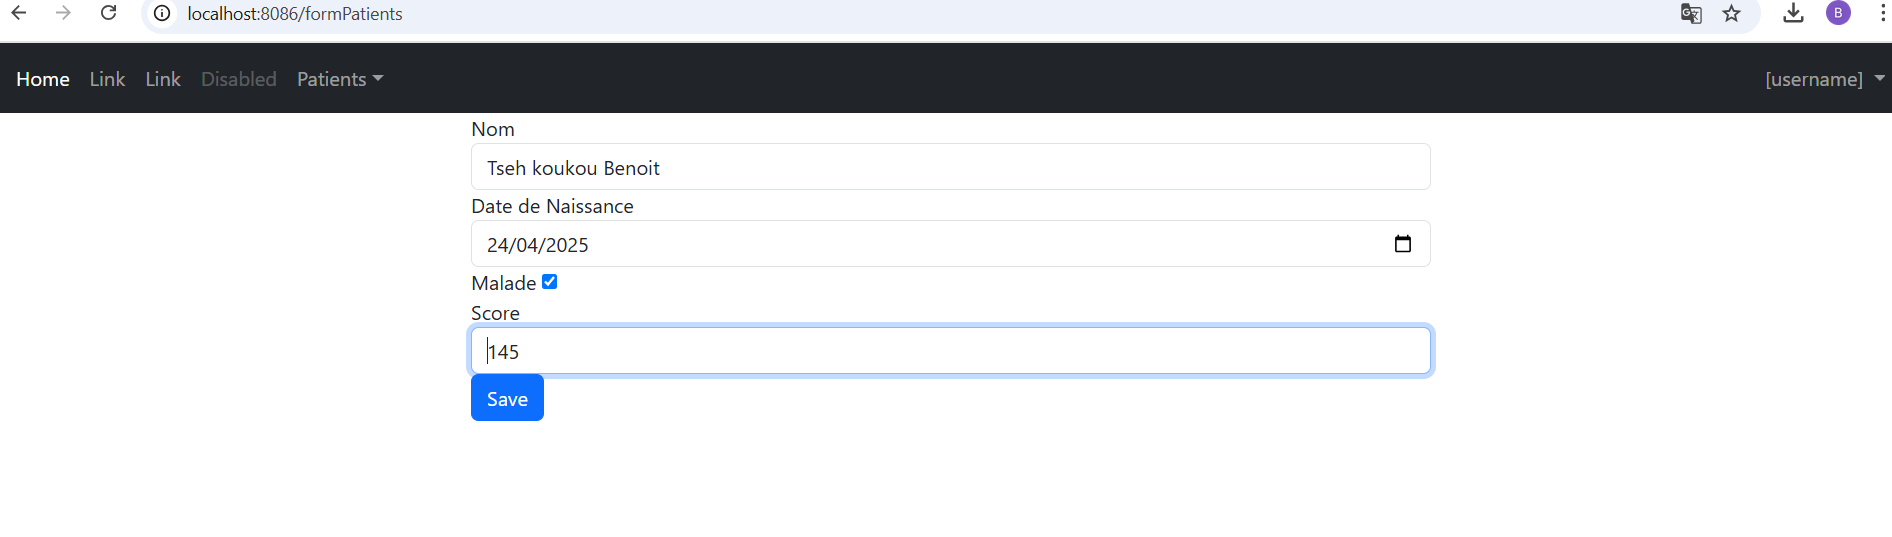 localhost:8086/formPatients
B
Home Link Link Disabled Patients [username]
Nom
Tseh koukou Benoit
Date de Naissance
24/04/2025
Malade
Score
145
Save